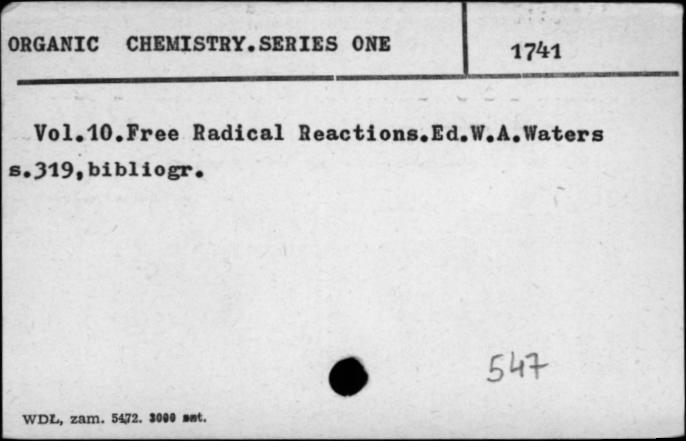 ORGANIC CHEMISTRY.SERIES ONE
1741
Vol.10.Free Radical Reactions.Ed.W.A.Waters
s.319,bibliogr.
547
WDŁ, zam. 5472. 3000 szt.